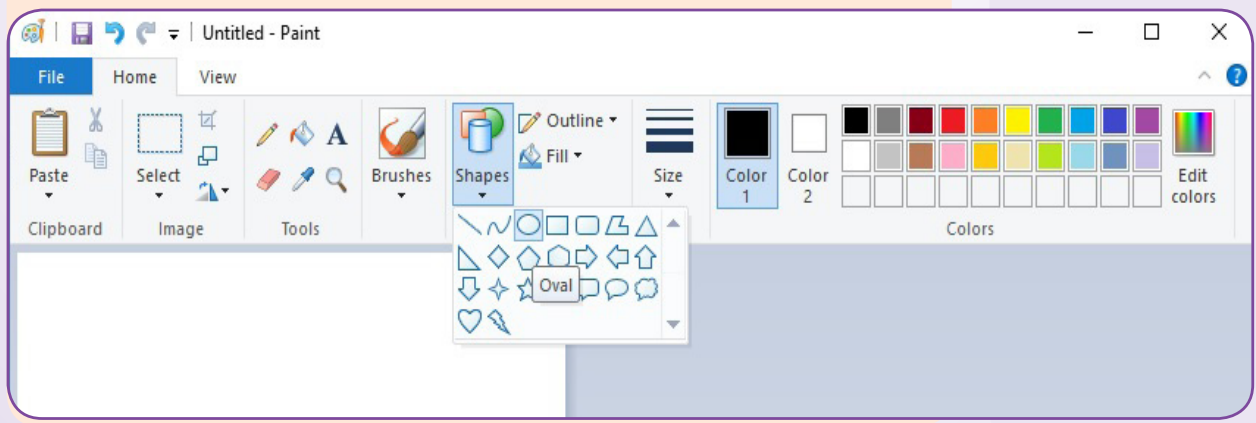 Untitled - Paint
File Home View
Paste
Select
A
Brushes
Shapes
Outline
Fill
Size
Color 1
Color 2
Edit colors
Clipboard
Image
Tools
Colors
Oval